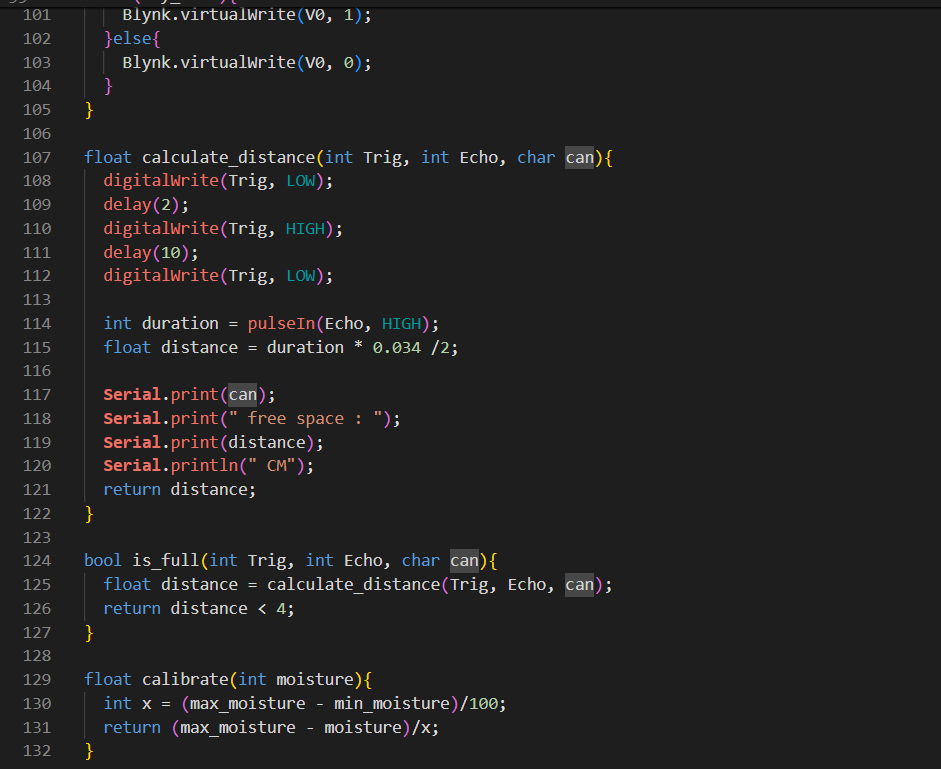 101 Blynk.virtualWrite(V0, 1);
102 }else{
103 Blynk.virtualWrite(V0, 0);
104 }
105 }
106
107 float calculate_distance(int Trig, int Echo, char can){
108 digitalWrite(Trig, LOW);
109 delay(2);
110 digitalWrite(Trig, HIGH);
111 delay(10);
112 digitalWrite(Trig, LOW);
113
114 int duration = pulseIn(Echo, HIGH);
115 float distance = duration * 0.034 /2;
116
117 Serial.print(can);
118 Serial.print(" free space : ");
119 Serial.print(distance);
120 Serial.println(" CM");
121 return distance;
122 }
123
124 bool is_full(int Trig, int Echo, char can){
125 float distance = calculate_distance(Trig, Echo, can);
126 return distance < 4;
127 }
128
129 float calibrate(int moisture){
130 int x = (max_moisture - min_moisture)/100;
131 return (max_moisture - moisture)/x;
132 }